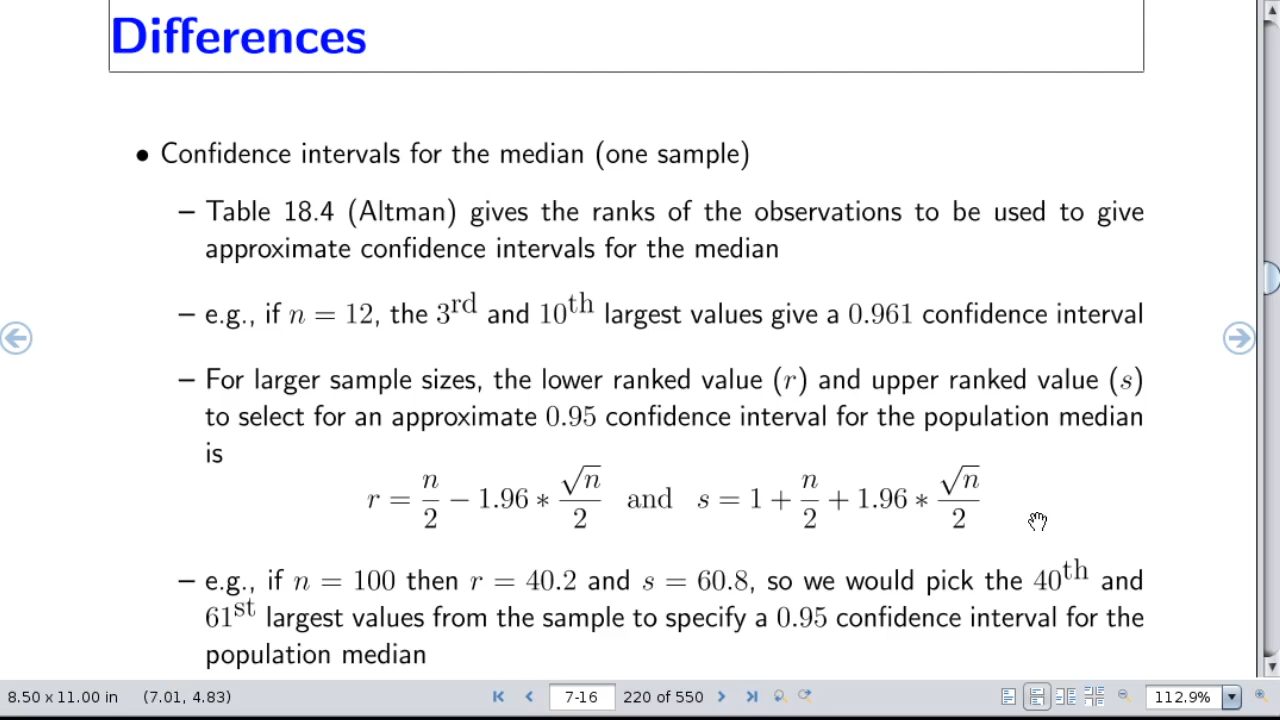 Differences
• Confidence intervals for the median (one sample)
– Table 18.4 (Altman) gives the ranks of the observations to be used to give
approximate confidence intervals for the median
– e.g., if n = 12, the 3rd and 10th largest values give a 0.961 confidence interval
– For larger sample sizes, the lower ranked value (r) and upper ranked value (s)
to select for an approximate 0.95 confidence interval for the population median
is
r = n/2 − 1.96 ∗ √n/2 and s = 1 + n/2 + 1.96 ∗ √n/2
– e.g., if n = 100 then r = 40.2 and s = 60.8, so we would pick the 40th and
61st largest values from the sample to specify a 0.95 confidence interval for the
population median
8.50 x 11.00 in (7.01, 4.83) 7-16 220 of 550 112.9%